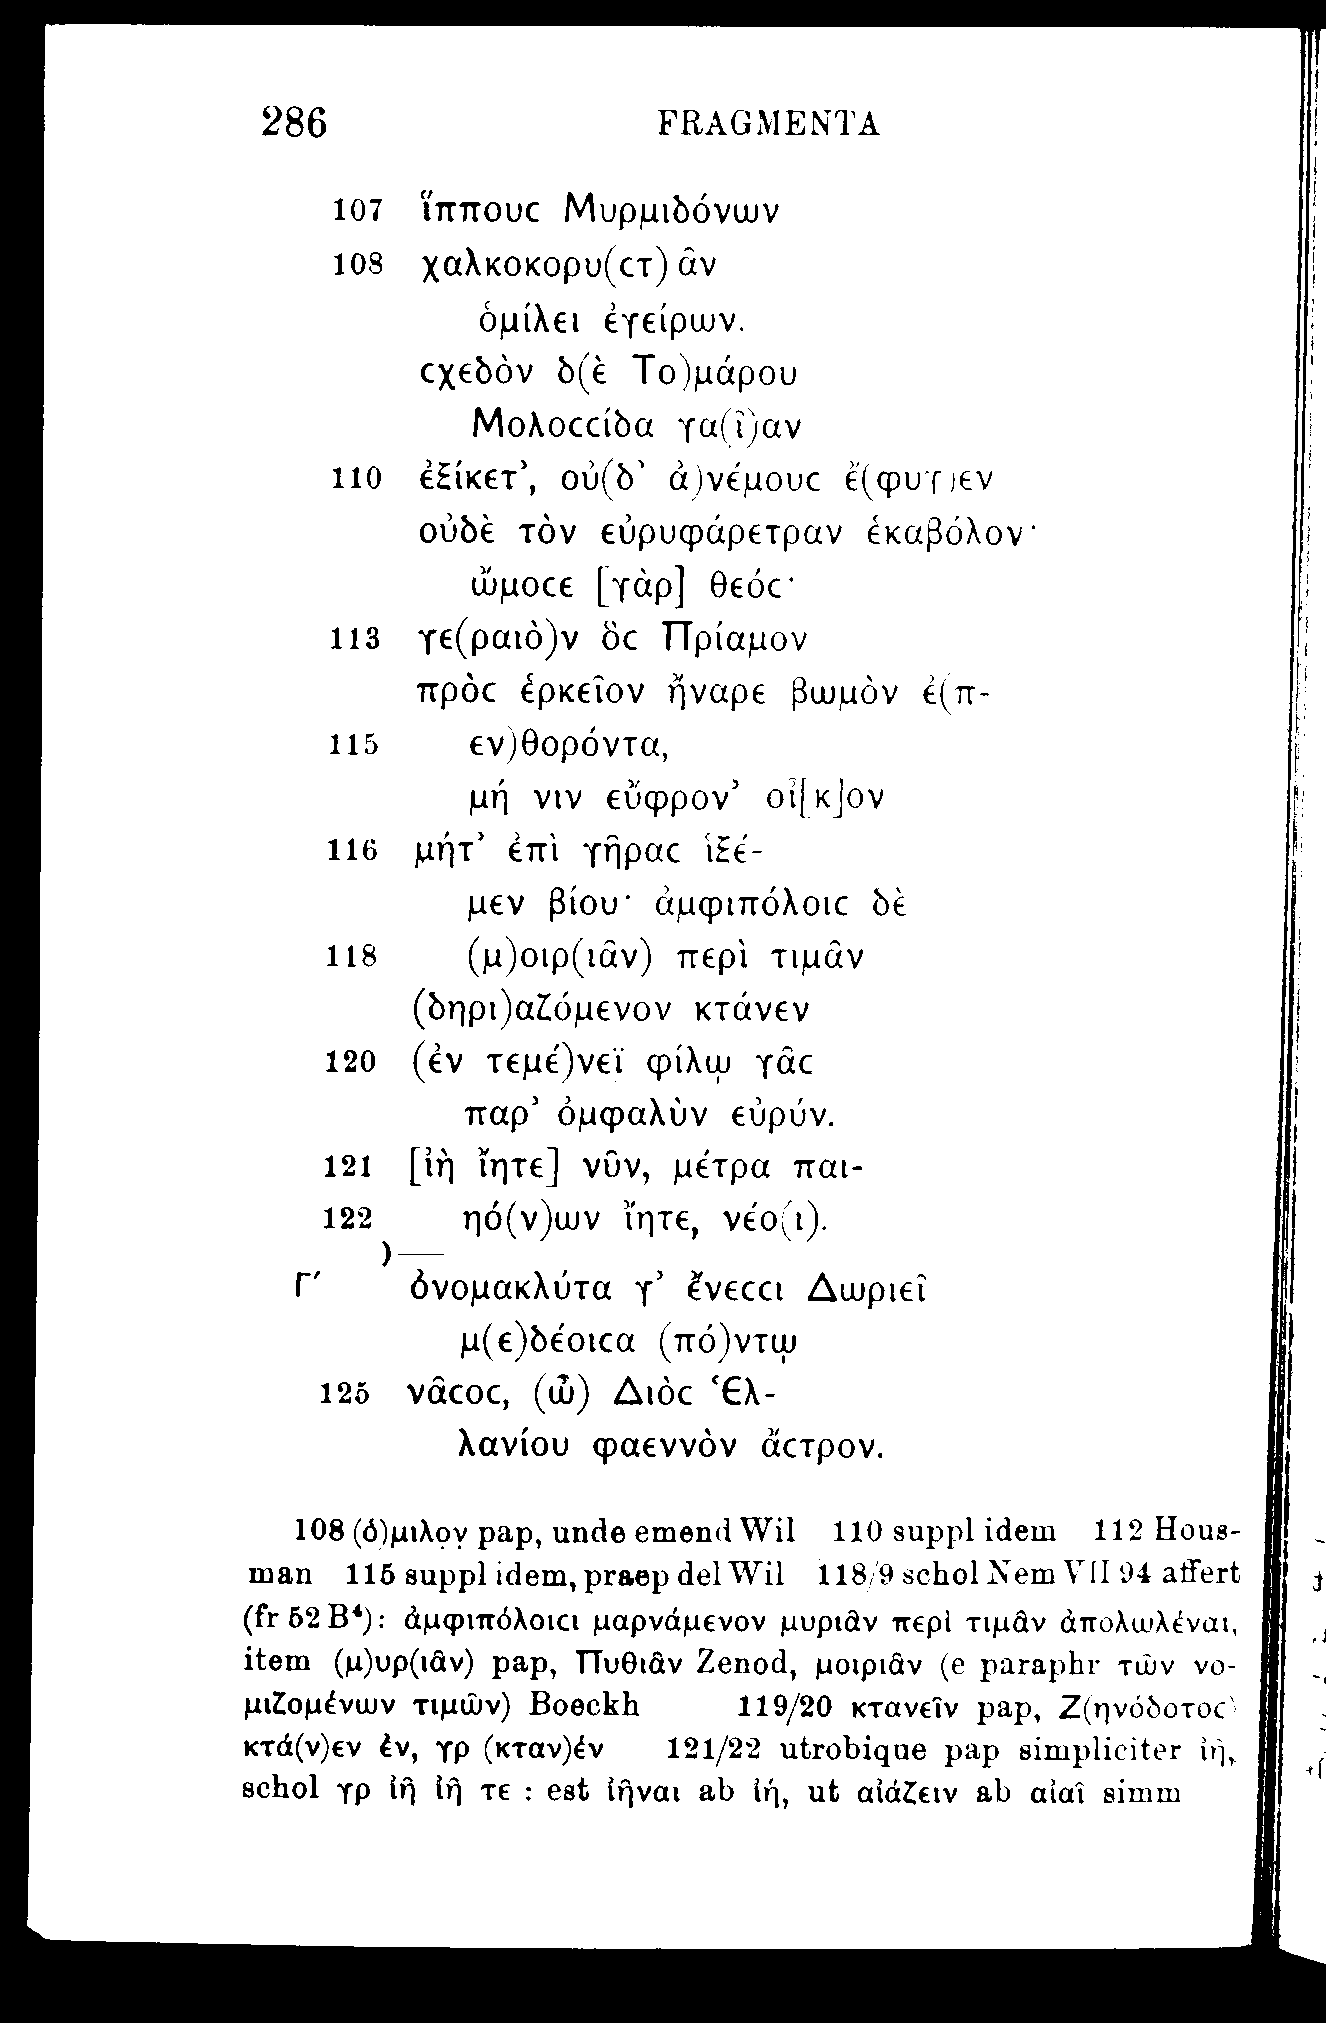 286 FRAGMENTA
107 ἵππουϲ Μυρμιδόνων
108 χαλκοκορυ(ϲτ)ᾶν
ὁμίλει ἐγείρων.
ϲχεδὸν δ(ὲ Το)μάρου
Μολοϲϲίδα γα(ῖ)αν
110 ἐξίκετ’, οὐ(δ’ ἀ)νέμουϲ ἔ(φυγ)εν
οὐδὲ τὸν εὐρυφάρετραν ἑκαβόλον·
ὤμοϲε [γὰρ] θεόϲ·
113 γε(ραιὸ)ν ὃϲ Πρίαμον
πρὸϲ ἑρκεῖον ἤναρε βωμὸν ἐ(π-
115 εν)θορόντα,
μή νιν εὔφρον’ οἶ[κ]ον
116 μήτ’ ἐπὶ γῆραϲ ἱξέ-
μεν βίου· ἀμφιπόλοιϲ δὲ
118 (μ)οιρ(ιᾶν) περὶ τιμᾶν
(δηρι)αζόμενον κτάνεν
120 (ἐν τεμέ)νεϊ φίλῳ γᾶϲ
παρ’ ὀμφαλὺν εὐρύν.
121 [ἰὴ ἴητε] νῦν, μέτρα παι-
122 ηό(ν)ων ἴητε, νέο(ι).
)—
Γ′ ὀνομακλύτα γ’ ἔνεϲϲι Δωριεῖ
μ(ε)δέοιϲα (πό)ντῳ
125 νᾶϲοϲ, (ὦ) Διὸϲ Ἑλ-
λανίου φαεννὸν ἄϲτρον.
108 (ὁ)μιλον pap, unde emend Wil 110 suppl idem 112 Hous-
man 115 suppl idem, praep del Wil 118/9 schol Nem VII 94 affert
(fr 52 B⁴): ἀμφιπόλοιϲι μαρνάμενον μυριᾶν περὶ τιμᾶν ἀπολωλέναι,
item (μ)υρ(ιᾶν) pap, Πυθιᾶν Zenod, μοιριᾶν (e paraphr τῶν νο-
μιζομένων τιμῶν) Boeckh 119/20 κτανεῖν pap, Ζ(ηνόδοτοϲ)
κτά(ν)εν ἐν, γρ (κταν)έν 121/22 utrobique pap simpliciter ἰή,
schol γρ ἰῆ ἰῆ τε : est ἰῆναι ab ἰή, ut αἰάζειν ab αἰαῖ simm